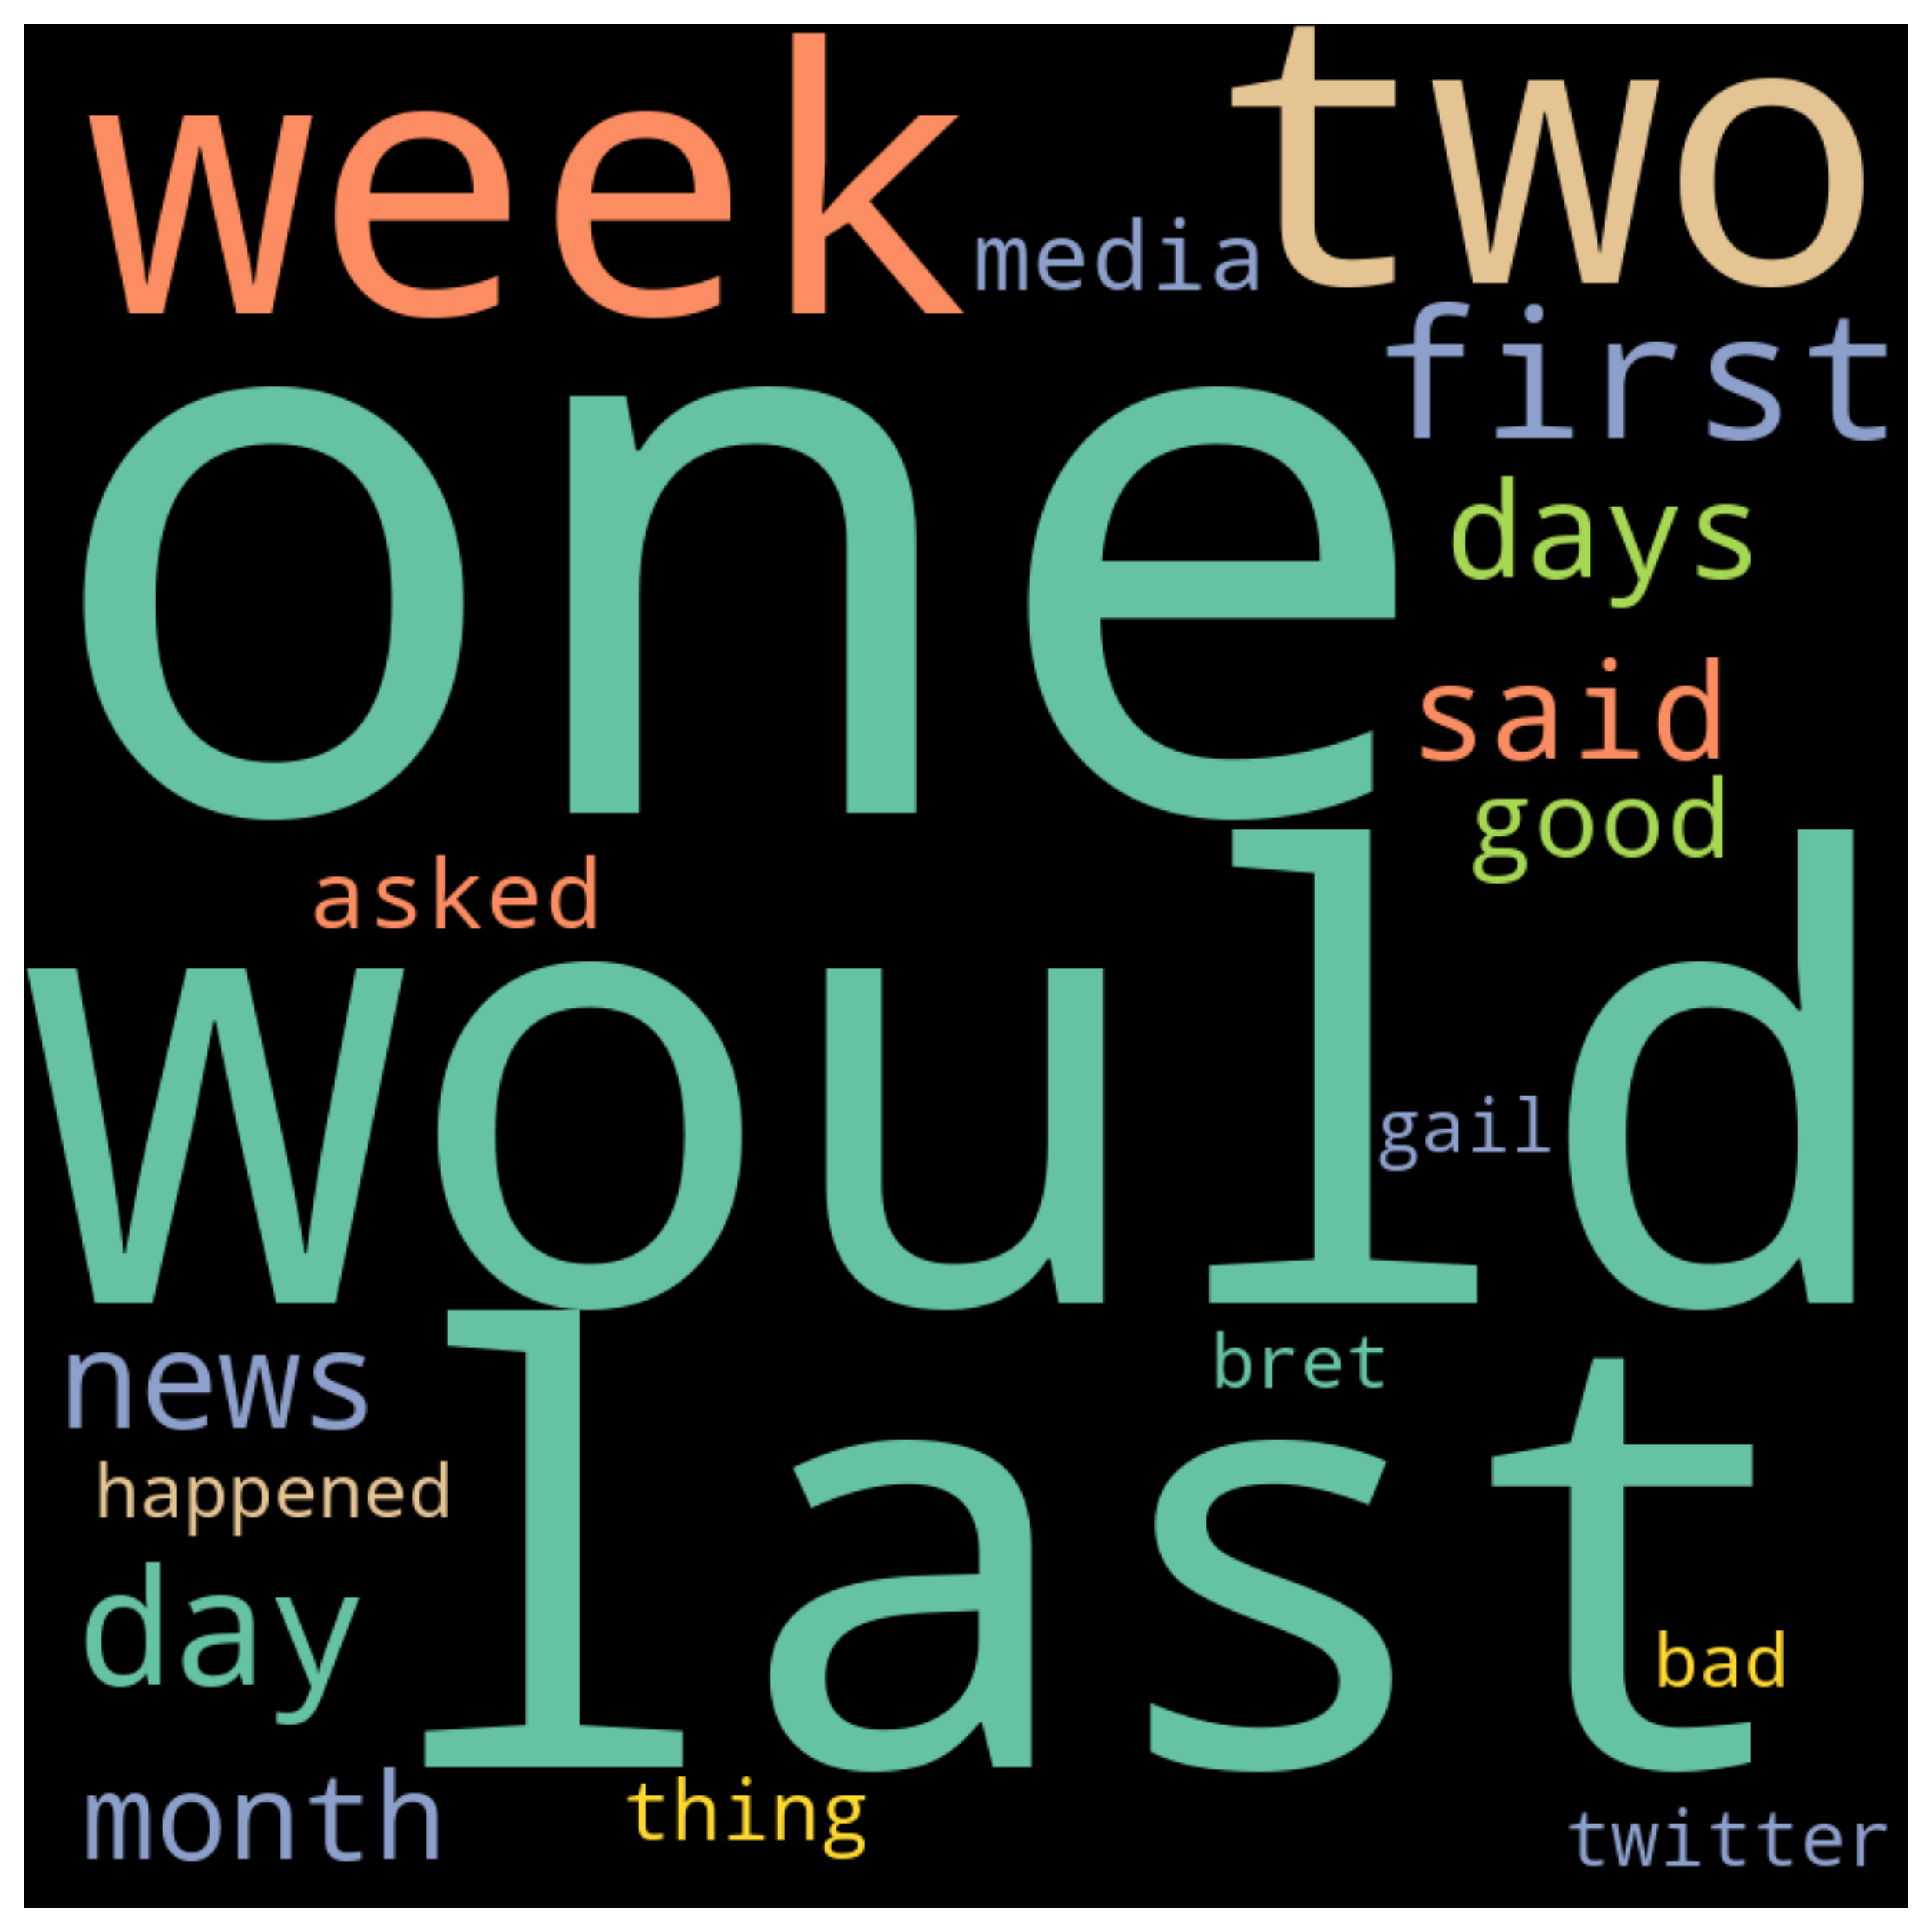 week
two
media
first
one
days
said
good
asked
would
gail
news
bret
last
happened
day
bad
month
thing
twitter